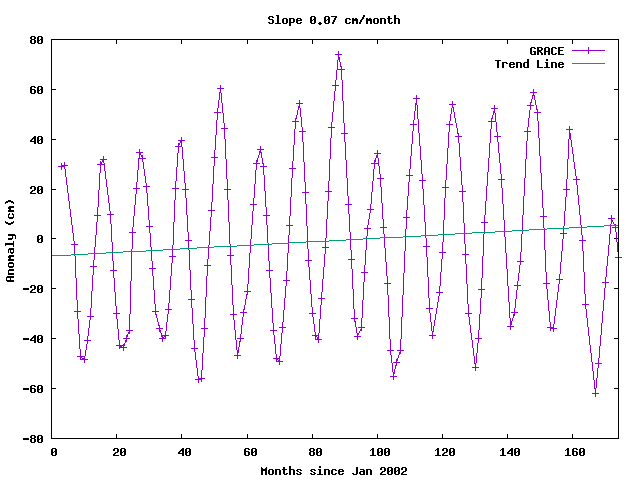 Slope 0.07 cm/month
GRACE
Trend Line
80
60
40
20
0
-20
-40
-60
-80
Anomaly (cm)
0 20 40 60 80 100 120 140 160
Months since Jan 2002